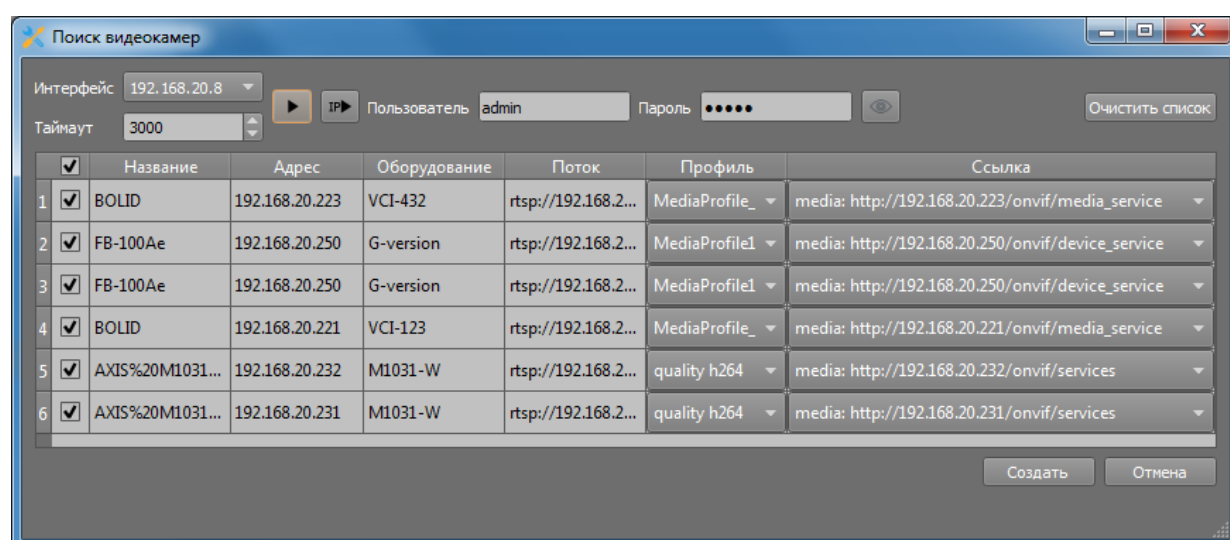 Поиск видеокамер
Интерфейс 192.168.20.8
IP Пользователь admin Пароль ●●●●● Очистить список
Таймаут 3000
Название Адрес Оборудование Поток Профиль Ссылка
1 BOLID 192.168.20.223 VCI-432 rtsp://192.168.2... MediaProfile_ media: http://192.168.20.223/onvif/media_service
2 FB-100Ae 192.168.20.250 G-version rtsp://192.168.2... MediaProfile1 media: http://192.168.20.250/onvif/device_service
3 FB-100Ae 192.168.20.250 G-version rtsp://192.168.2... MediaProfile1 media: http://192.168.20.250/onvif/device_service
4 BOLID 192.168.20.221 VCI-123 rtsp://192.168.2... MediaProfile_ media: http://192.168.20.221/onvif/media_service
5 AXIS%20M1031... 192.168.20.232 M1031-W rtsp://192.168.2... quality h264 media: http://192.168.20.232/onvif/services
6 AXIS%20M1031... 192.168.20.231 M1031-W rtsp://192.168.2... quality h264 media: http://192.168.20.231/onvif/services
Создать Отмена